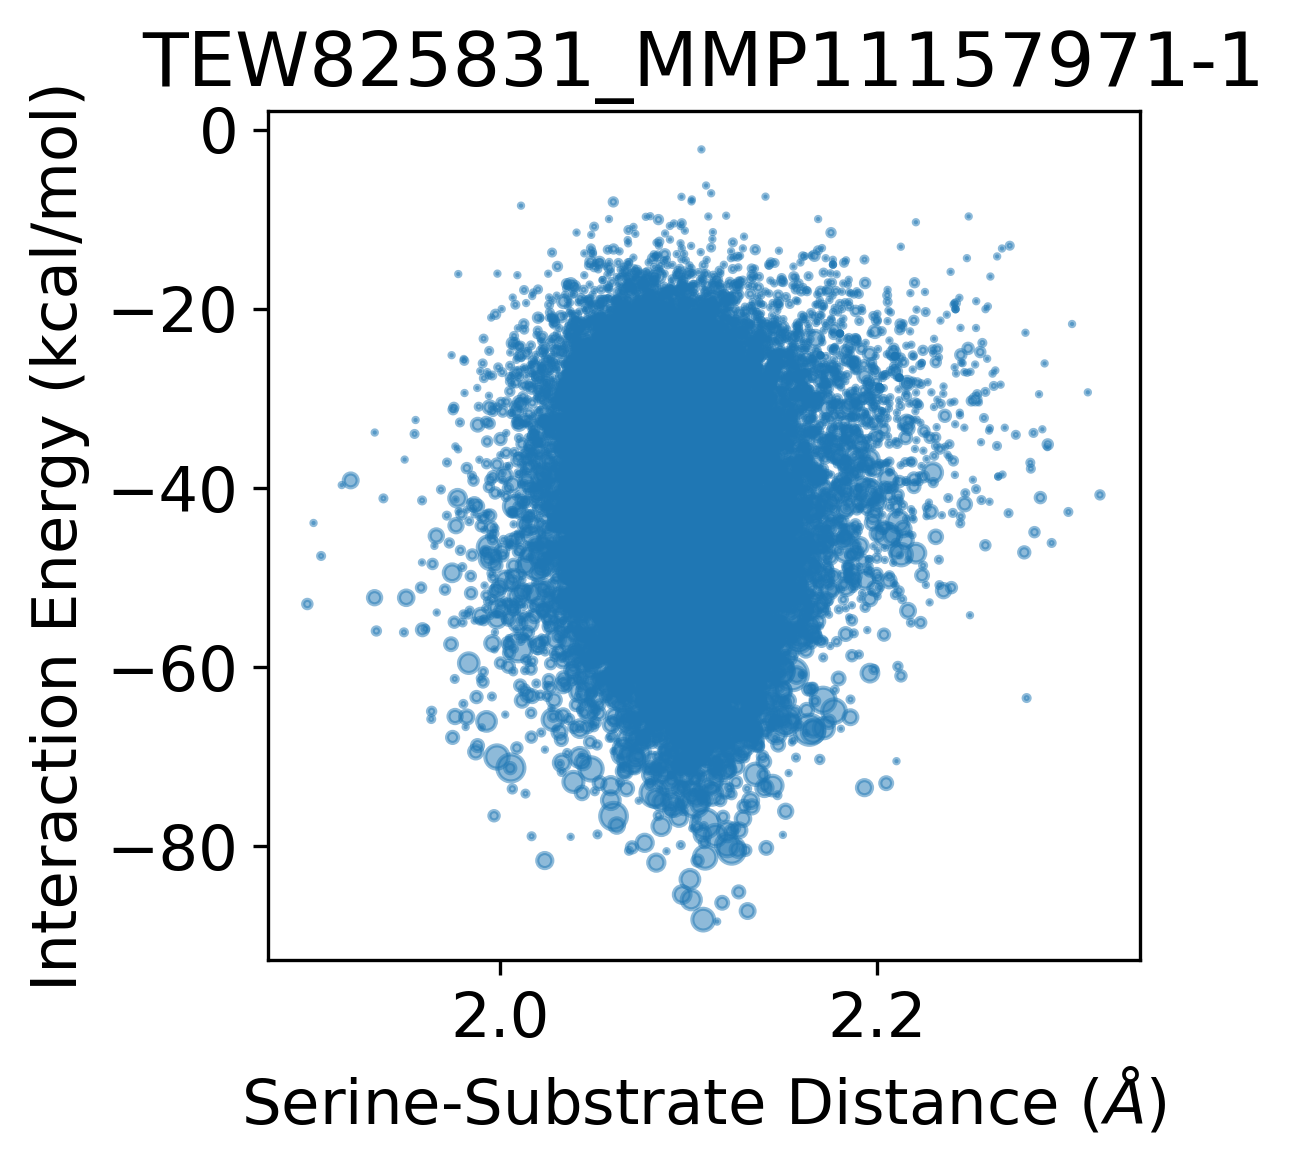 TEW825831_MMP11157971-1
Interaction Energy (kcal/mol)
0
−20
−40
−60
−80
2.0
2.2
Serine-Substrate Distance (Å)